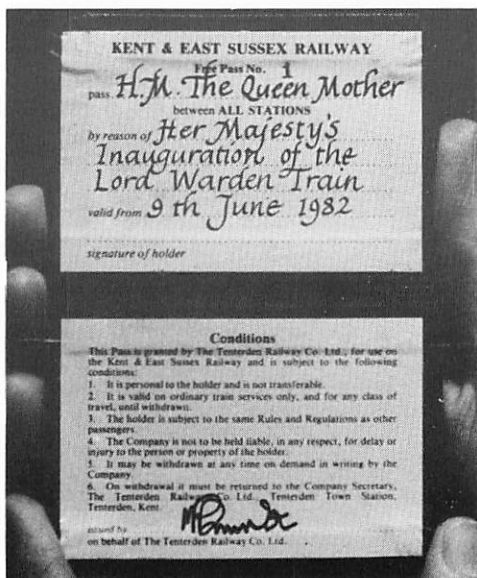 KENT & EAST SUSSEX RAILWAY
Free Pass No. 1
pass H.M. The Queen Mother
between ALL STATIONS
by reason of Her Majesty's
Inauguration of the
Lord Warden Train
valid from 9 th June 1982
signature of holder
Conditions
This Pass is granted by The Tenterden Railway Co. Ltd., for use on
the Kent & East Sussex Railway and is subject to the following
conditions:
1. It is personal to the holder and is not transferable.
2. It is valid on ordinary train services only, and for any class of
travel, until withdrawn.
3. The holder is subject to the same Rules and Regulations as other
passengers.
4. The Company is not to be held liable, in any respect, for delay or
injury to the person or property of the holder.
5. It may be withdrawn at any time on demand in writing by the
Company.
6. On withdrawal it must be returned to the Company Secretary,
The Tenterden Railway Co. Ltd., Tenterden Town Station,
Tenterden, Kent.
issued by
on behalf of The Tenterden Railway Co. Ltd.